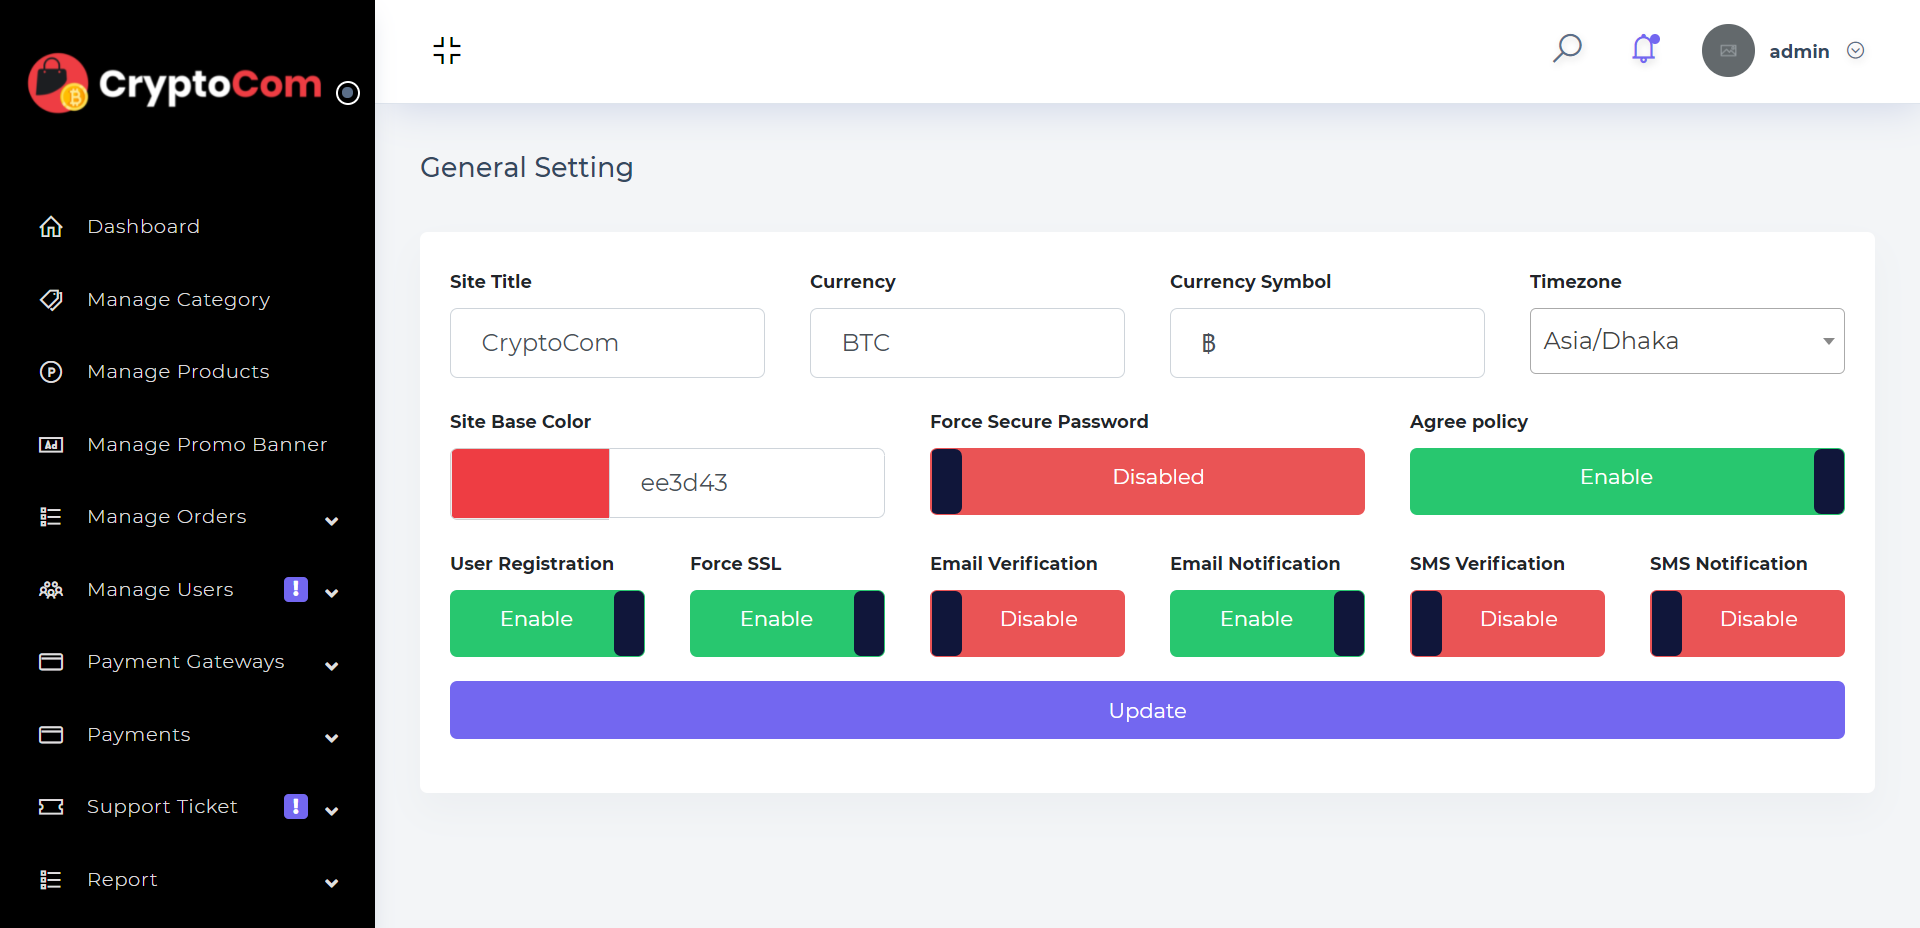 CryptoCom
admin
General Setting
Dashboard
Manage Category
Manage Products
Manage Promo Banner
Manage Orders
Manage Users
!
Payment Gateways
Payments
Support Ticket
!
Report
Site Title
Currency
Currency Symbol
Timezone
CryptoCom
BTC
฿
Asia/Dhaka
Site Base Color
Force Secure Password
Agree policy
ee3d43
Disabled
Enable
User Registration
Force SSL
Email Verification
Email Notification
SMS Verification
SMS Notification
Enable
Enable
Disable
Enable
Disable
Disable
Update